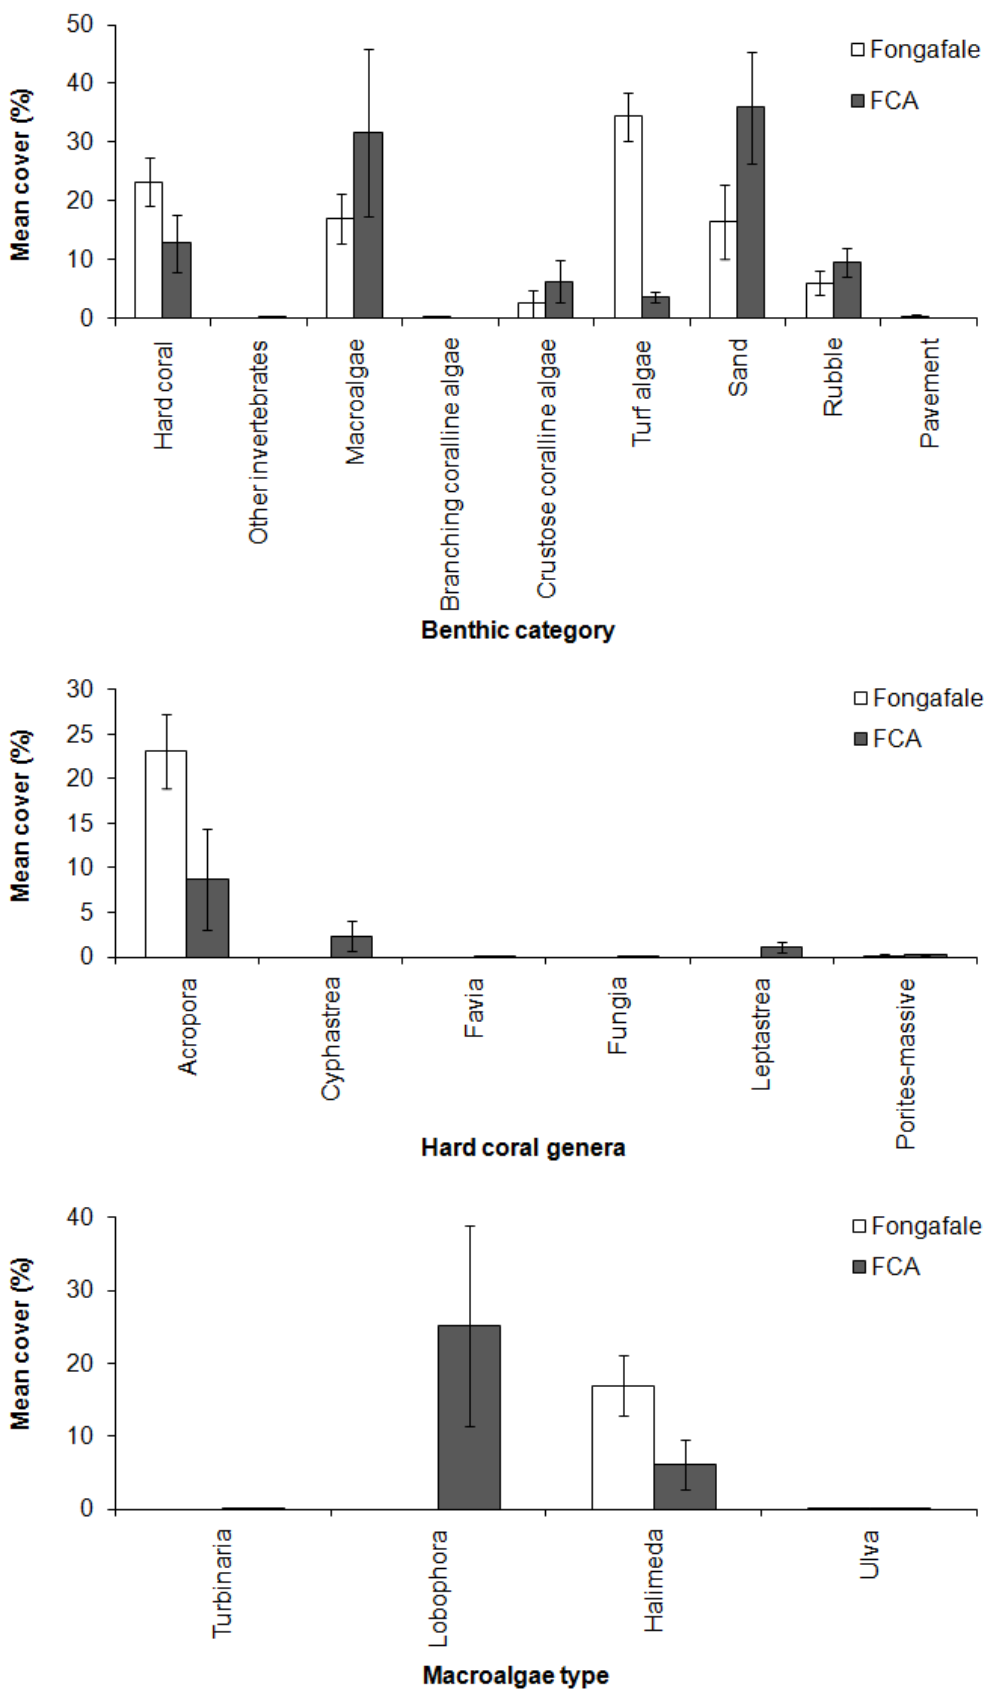 50
40
30
20
10
0
Mean cover (%)
Fongafale
FCA
Hard coral
Other invertebrates
Macroalgae
Branching coralline algae
Crustose coralline algae
Turf algae
Sand
Rubble
Pavement
Benthic category
30
25
20
15
10
5
0
Mean cover (%)
Fongafale
FCA
Acropora
Cyphastrea
Favia
Fungia
Leptastrea
Porites-massive
Hard coral genera
40
30
20
10
0
Mean cover (%)
Fongafale
FCA
Turbinaria
Lobophora
Halimeda
Ulva
Macroalgae type